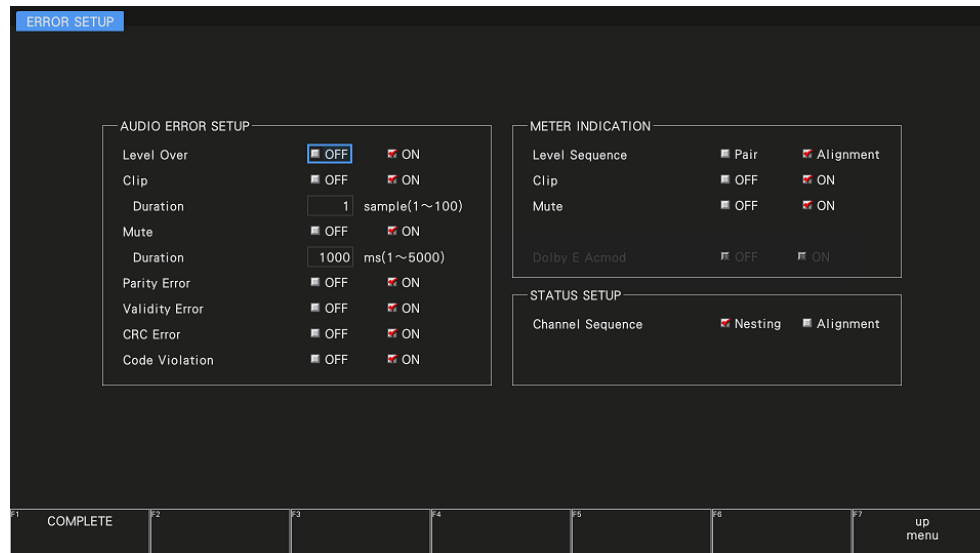 ERROR SETUP
AUDIO ERROR SETUP
Level Over OFF ON
Clip OFF ON
Duration 1 sample(1～100)
Mute OFF ON
Duration 1000 ms(1～5000)
Parity Error OFF ON
Validity Error OFF ON
CRC Error OFF ON
Code Violation OFF ON
METER INDICATION
Level Sequence Pair Alignment
Clip OFF ON
Mute OFF ON
Dolby E Acmod OFF ON
STATUS SETUP
Channel Sequence Nesting Alignment
F1 COMPLETE
F2
F3
F4
F5
F6
F7 up
menu